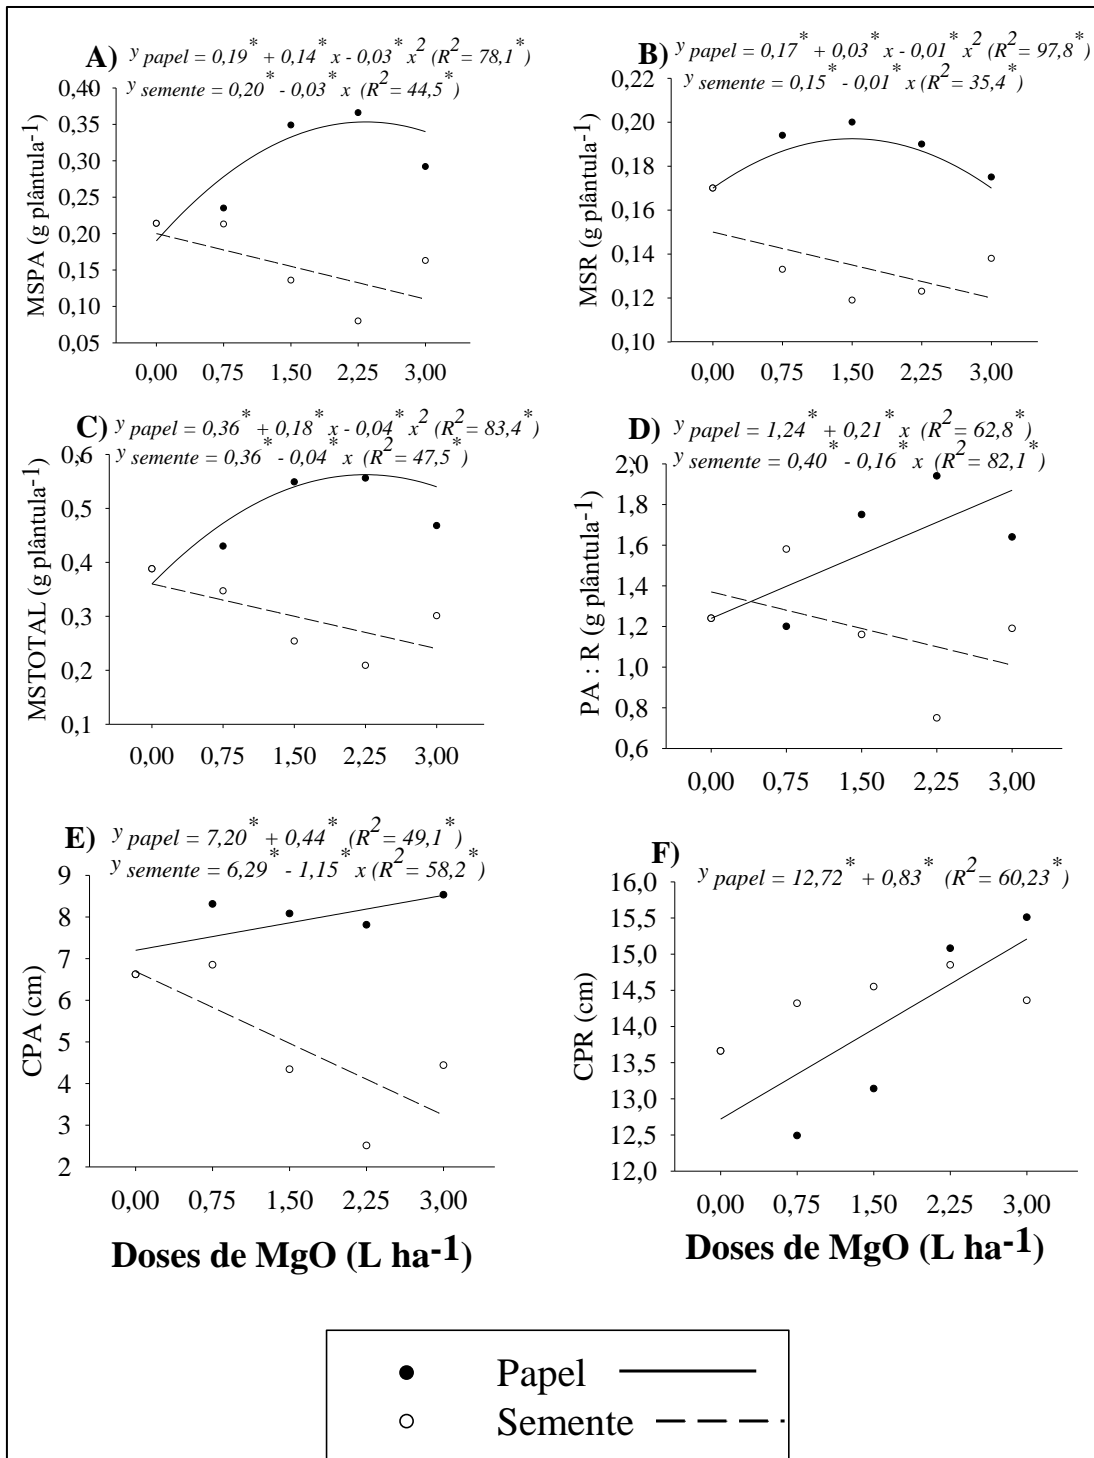 A) y papel = 0,19* + 0,14* x - 0,03* x² (R² = 78,1*)
y semente = 0,20* - 0,03* x (R² = 44,5*)
0,40
0,35
0,30
0,25
0,20
0,15
0,10
0,05
MSPA (g plântula-1)
0,00 0,75 1,50 2,25 3,00
B) y papel = 0,17* + 0,03* x - 0,01* x² (R² = 97,8*)
y semente = 0,15* - 0,01* x (R² = 35,4*)
0,22
0,20
0,18
0,16
0,14
0,12
0,10
MSR (g plântula-1)
0,00 0,75 1,50 2,25 3,00
C) y papel = 0,36* + 0,18* x - 0,04* x² (R² = 83,4*)
y semente = 0,36* - 0,04* x (R² = 47,5*)
0,6
0,5
0,4
0,3
0,2
0,1
MSTOTAL (g plântula-1)
0,00 0,75 1,50 2,25 3,00
D) y papel = 1,24* + 0,21* x (R² = 62,8*)
y semente = 0,40* - 0,16* x (R² = 82,1*)
2,0
1,8
1,6
1,4
1,2
1,0
0,8
0,6
PA : R (g plântula-1)
0,00 0,75 1,50 2,25 3,00
E) y papel = 7,20* + 0,44* (R² = 49,1*)
y semente = 6,29* - 1,15* x (R² = 58,2*)
9
8
7
6
5
4
3
2
CPA (cm)
0,00 0,75 1,50 2,25 3,00
Doses de MgO (L ha-1)
F)
y papel = 12,72* + 0,83* (R² = 60,23*)
16,0
15,5
15,0
14,5
14,0
13,5
13,0
12,5
12,0
CPR (cm)
0,00 0,75 1,50 2,25 3,00
Doses de MgO (L ha-1)
Papel
Semente